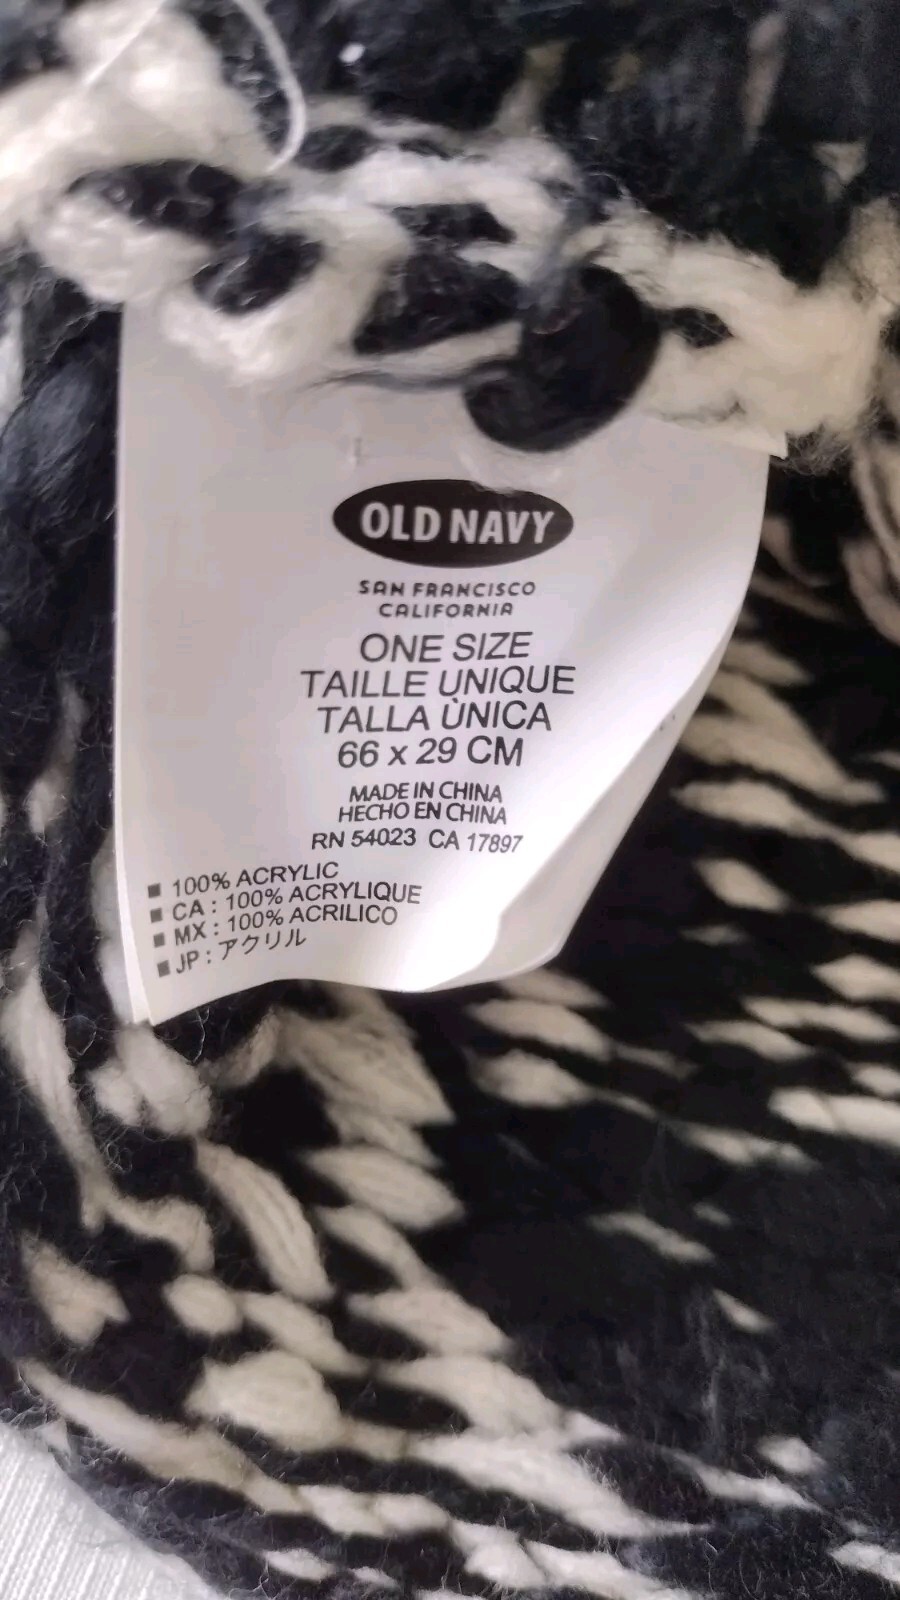 OLD NAVY
SAN FRANCISCO
CALIFORNIA
ONE SIZE
TAILLE UNIQUE
TALLA ÙNICA
66 x 29 CM
MADE IN CHINA
HECHO EN CHINA
RN 54023 CA 17897
■ 100% ACRYLIC
■ CA : 100% ACRYLIQUE
■ MX : 100% ACRILICO
■ JP : アクリル